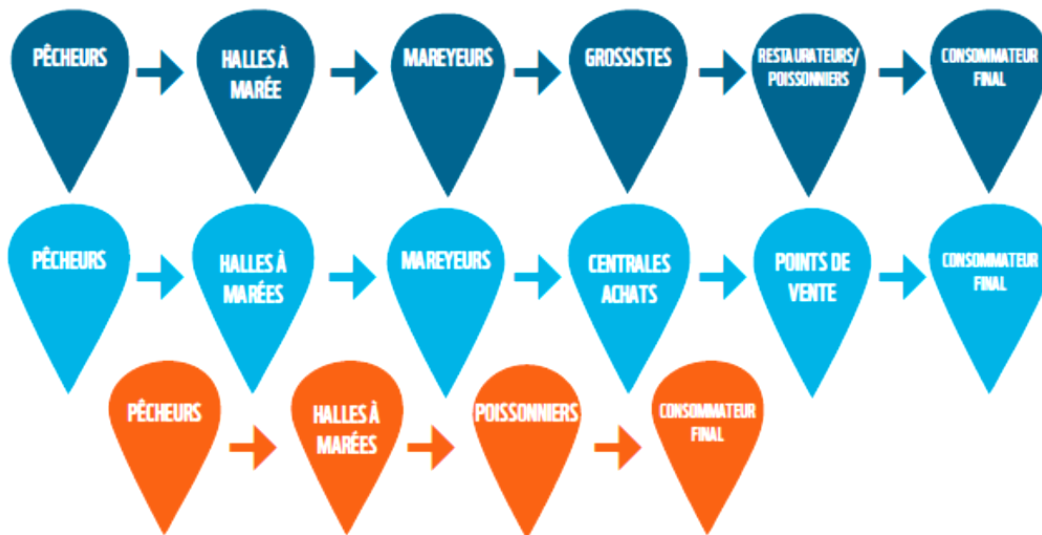 PÊCHEURS
HALLES À
MARÉE
MAREYEURS
GROSSISTES
RESTAURATEURS/
POISSONIERS
CONSOMMATEUR
FINAL
PÊCHEURS
HALLES À
MARÉES
MAREYEURS
CENTRALES
ACHATS
POINTS DE
VENTE
CONSOMMATEUR
FINAL
PÊCHEURS
HALLES À
MARÉES
POISSONNIERS
CONSOMMATEUR
FINAL